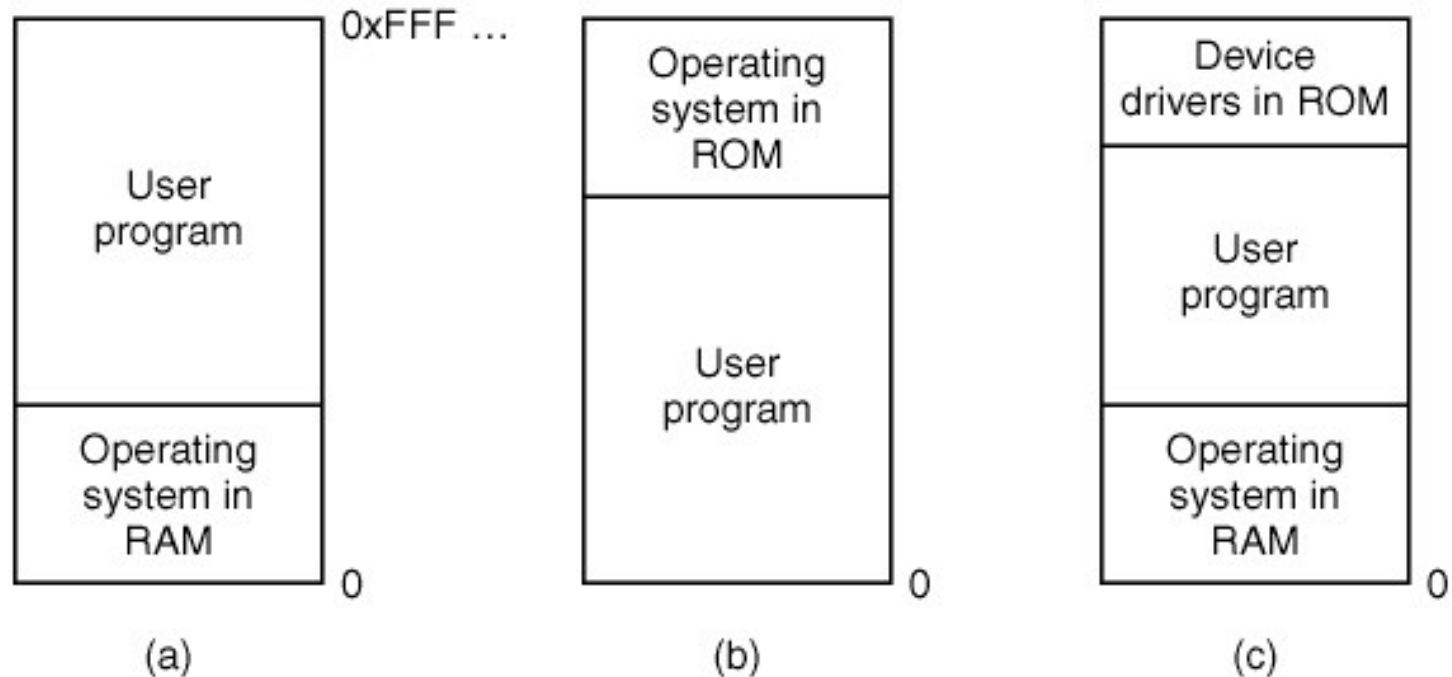 0xFFF ...
User
program
Operating
system in
RAM
0
(a)
Operating
system in
ROM
User
program
0
(b)
Device
drivers in ROM
User
program
Operating
system in
RAM
0
(c)